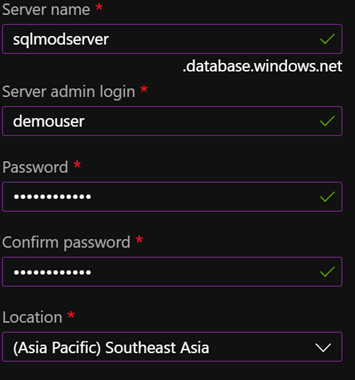 Server name *
sqlmodserver
.database.windows.net
Server admin login *
demouser
Password *
••••••••••••
Confirm password *
••••••••••••
Location *
(Asia Pacific) Southeast Asia